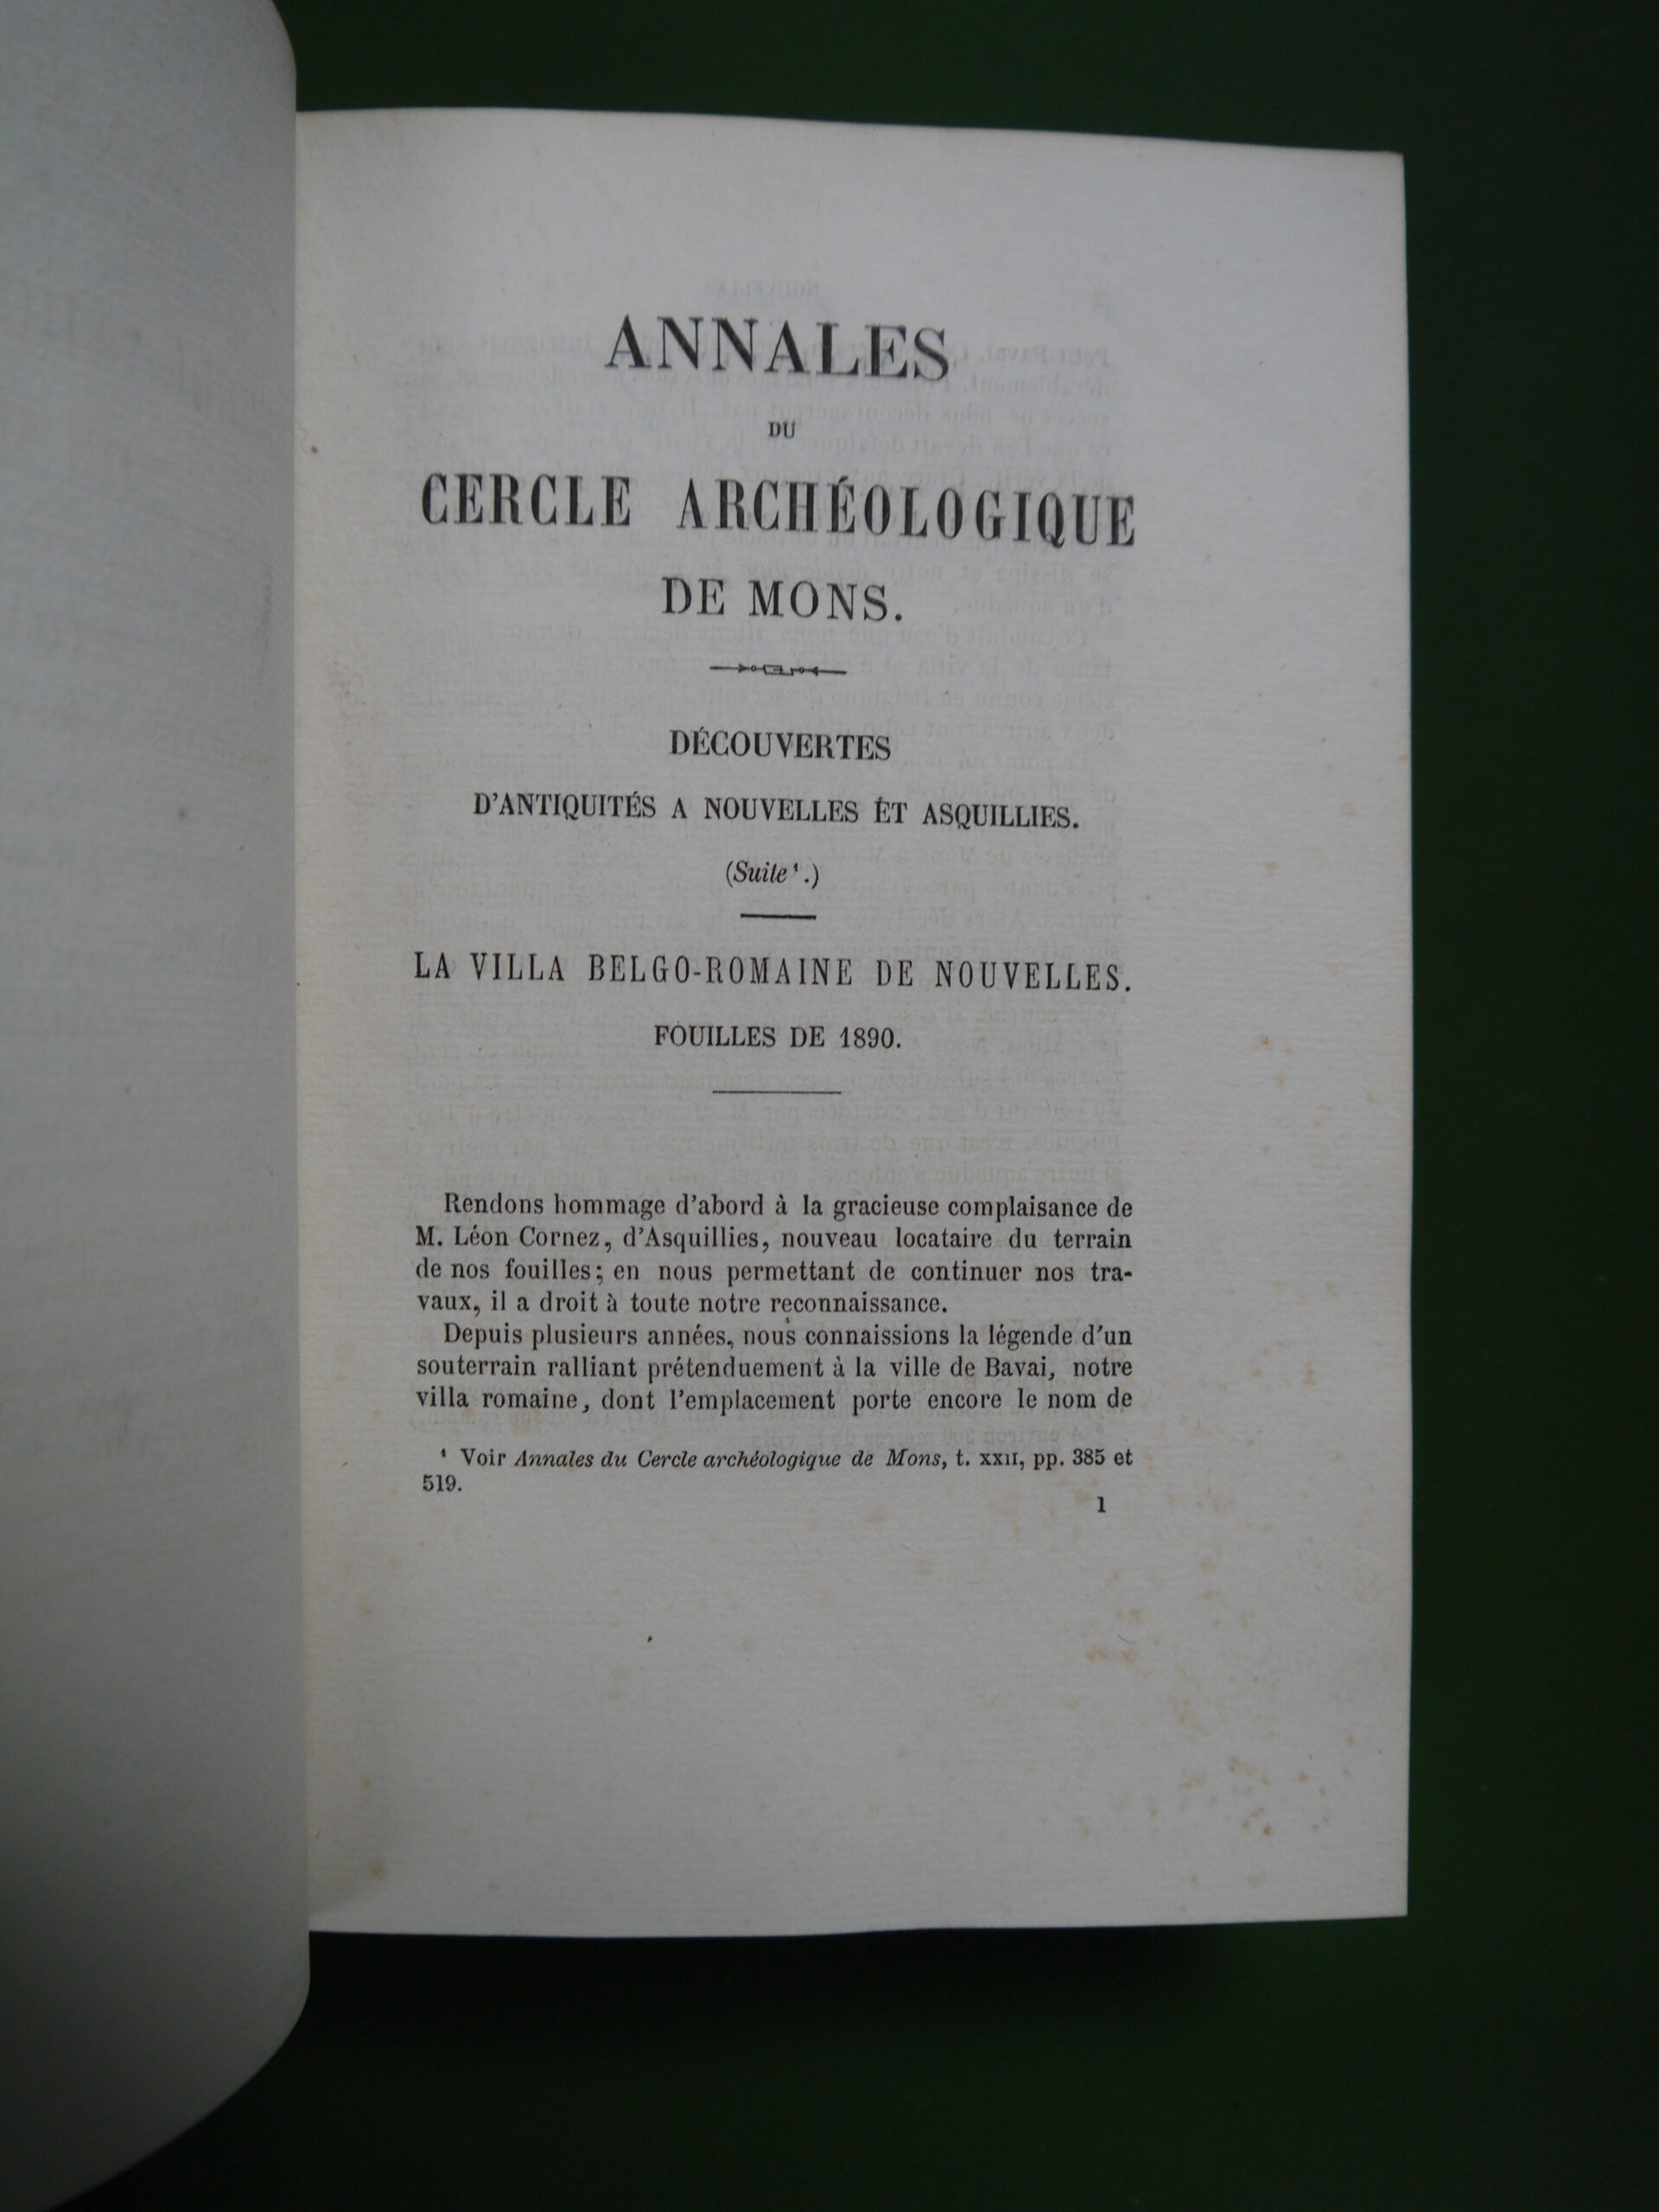 ANNALES
DU
CERCLE ARCHÉOLOGIQUE
DE MONS.
DÉCOUVERTES
D'ANTIQUITÉS A NOUVELLES ET ASQUILLIES.
(Suite¹.)
LA VILLA BELGO-ROMAINE DE NOUVELLES.
FOUILLES DE 1890.
Rendons hommage d'abord à la gracieuse complaisance de
M. Léon Cornez, d'Asquillies, nouveau locataire du terrain
de nos fouilles; en nous permettant de continuer nos tra-
vaux, il a droit à toute notre reconnaissance.
Depuis plusieurs années, nous connaissions la légende d'un
souterrain ralliant prétenduement à la ville de Bavai, notre
villa romaine, dont l'emplacement porte encore le nom de
¹ Voir Annales du Cercle archéologique de Mons, t. XXII, pp. 385 et
519.
1